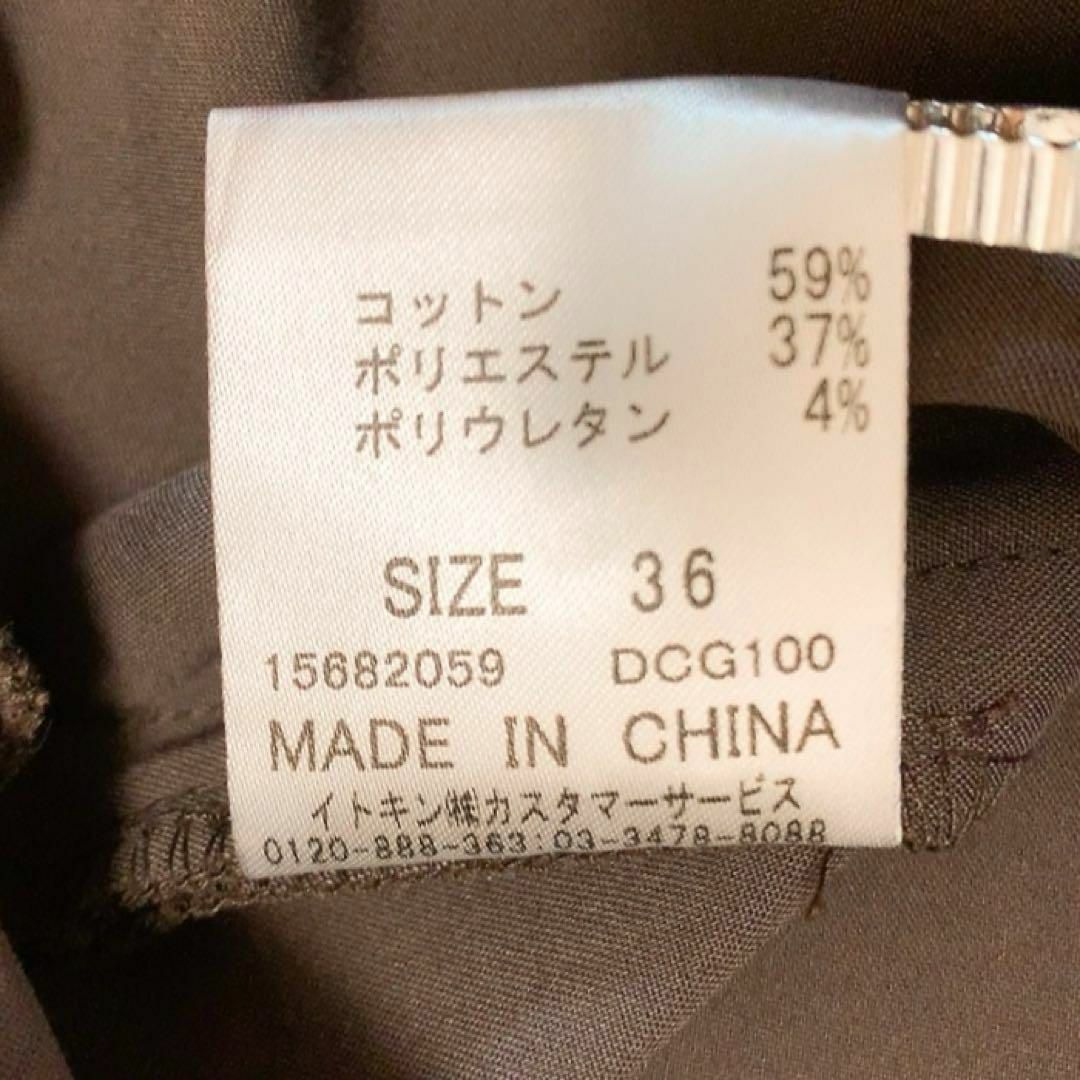 コットン 59%
ポリエステル 37%
ポリウレタン 4%
SIZE 36
15682059 DCG100
MADE IN CHINA
イトキン㈱カスタマーサービス
0120-888-363:03-3478-8088